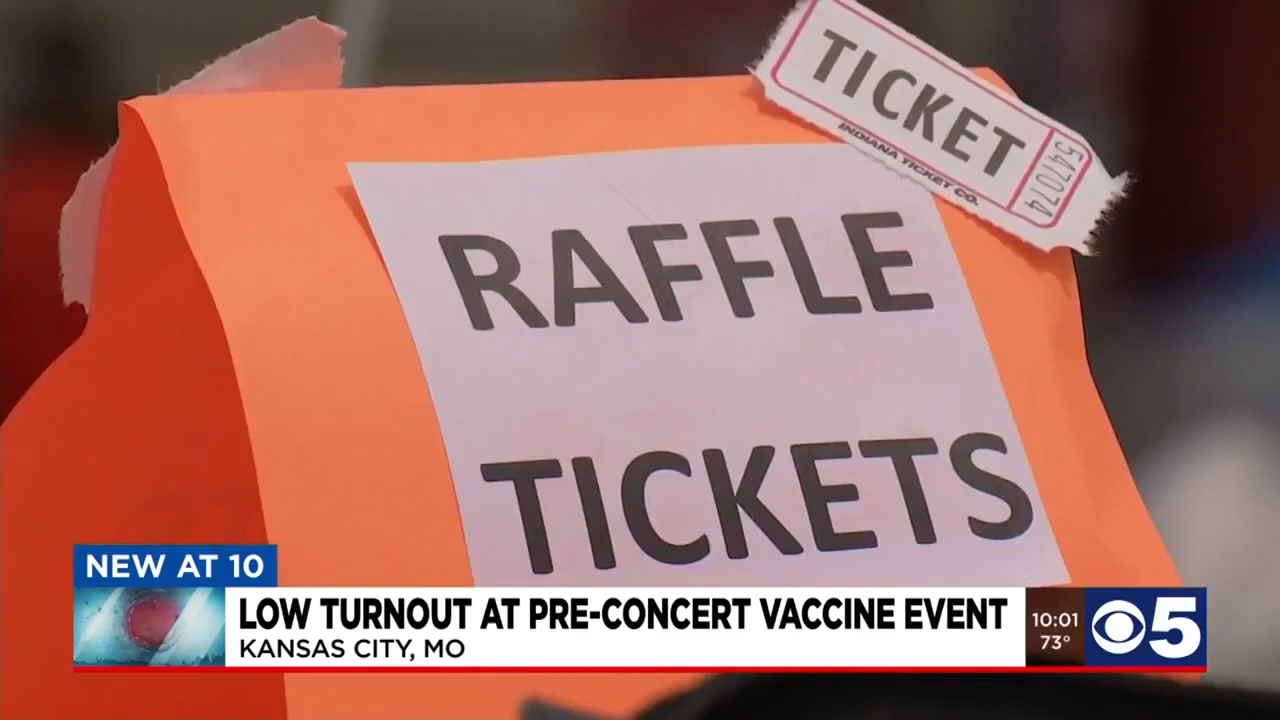 TICKET
547074
INDIANA TICKET CO.
RAFFLE
TICKETS
NEW AT 10
LOW TURNOUT AT PRE-CONCERT VACCINE EVENT
KANSAS CITY, MO
10:01
73°
5